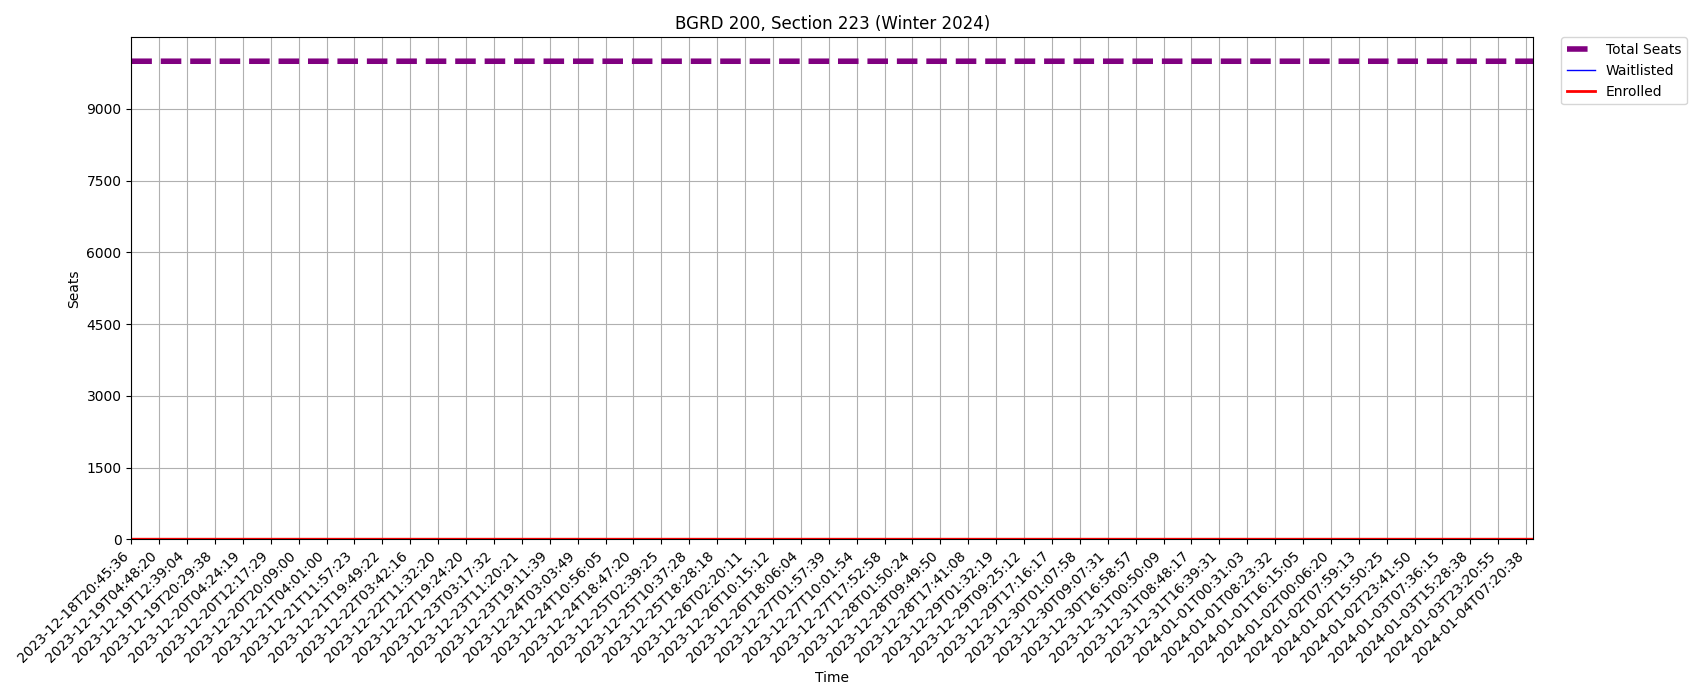 BGRD 200, Section 223 (Winter 2024)
Total Seats
Waitlisted
Enrolled
9000
7500
6000
4500
3000
1500
0
Seats
2023-12-18T20:45:36
2023-12-19T04:48:20
2023-12-19T12:39:04
2023-12-19T20:29:38
2023-12-20T04:24:19
2023-12-20T12:17:29
2023-12-20T20:09:00
2023-12-21T04:01:00
2023-12-21T11:57:23
2023-12-21T19:49:22
2023-12-22T03:42:16
2023-12-22T11:32:20
2023-12-22T19:24:20
2023-12-23T03:17:32
2023-12-23T11:20:21
2023-12-23T19:11:39
2023-12-24T03:03:49
2023-12-24T10:56:05
2023-12-24T18:47:20
2023-12-25T02:39:25
2023-12-25T10:37:28
2023-12-25T18:28:18
2023-12-26T02:20:11
2023-12-26T10:15:12
2023-12-26T18:06:04
2023-12-27T01:57:39
2023-12-27T10:01:54
2023-12-27T17:52:58
2023-12-28T01:50:24
2023-12-28T09:49:50
2023-12-28T17:41:08
2023-12-29T01:32:19
2023-12-29T09:25:12
2023-12-29T17:16:17
2023-12-30T01:07:58
2023-12-30T09:07:31
2023-12-30T16:58:57
2023-12-31T00:50:09
2023-12-31T08:48:17
2023-12-31T16:39:31
2024-01-01T00:31:03
2024-01-01T08:23:32
2024-01-01T16:15:05
2024-01-02T00:06:20
2024-01-02T07:59:13
2024-01-02T15:50:25
2024-01-02T23:41:50
2024-01-03T07:36:15
2024-01-03T15:28:38
2024-01-03T23:20:55
2024-01-04T07:20:38
Time